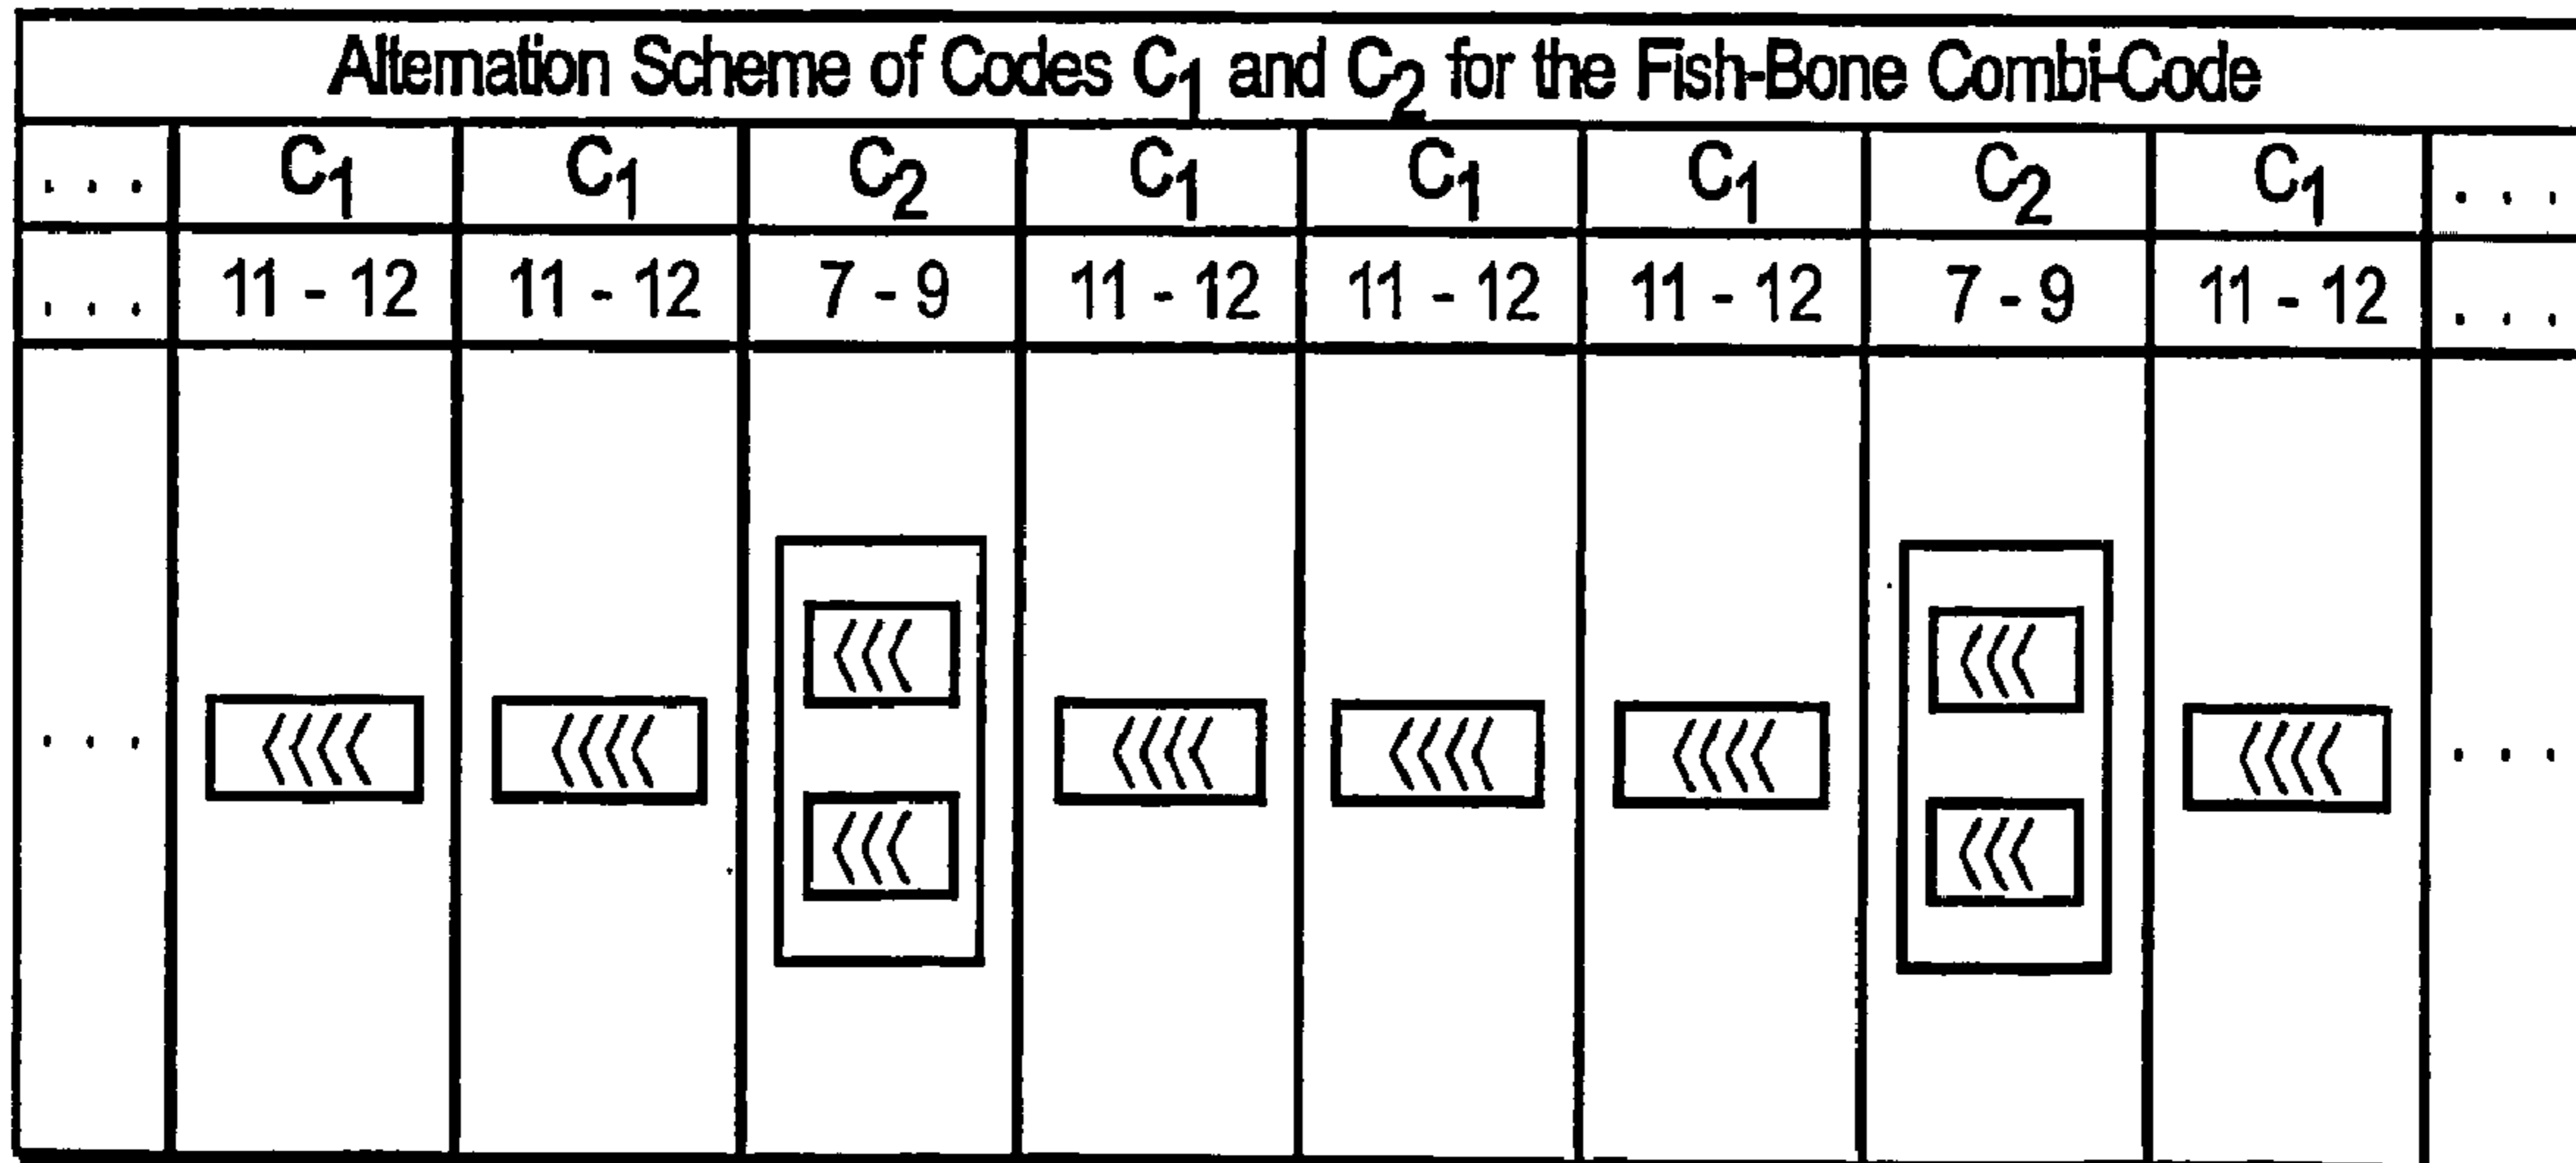 Alternation Scheme of Codes C₁ and C₂ for the Fish-Bone Combi-Code
. . . C₁ C₁ C₂ C₁ C₁ C₁ C₂ C₁ . . .
. . . 11 - 12 11 - 12 7 - 9 11 - 12 11 - 12 11 - 12 7 - 9 11 - 12 . . .
. . . . . .